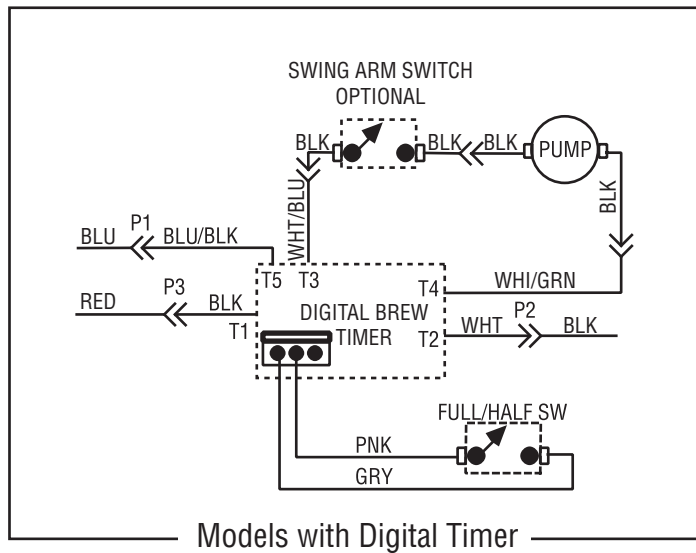 SWING ARM SWITCH
OPTIONAL
BLK
BLK
BLK
PUMP
BLK
WHT/BLU
P1
BLU
BLU/BLK
T5 T3
T4
WHI/GRN
RED
P3
BLK
DIGITAL BREW
TIMER
T1
T2
WHT
P2
BLK
FULL/HALF SW
PNK
GRY
Models with Digital Timer